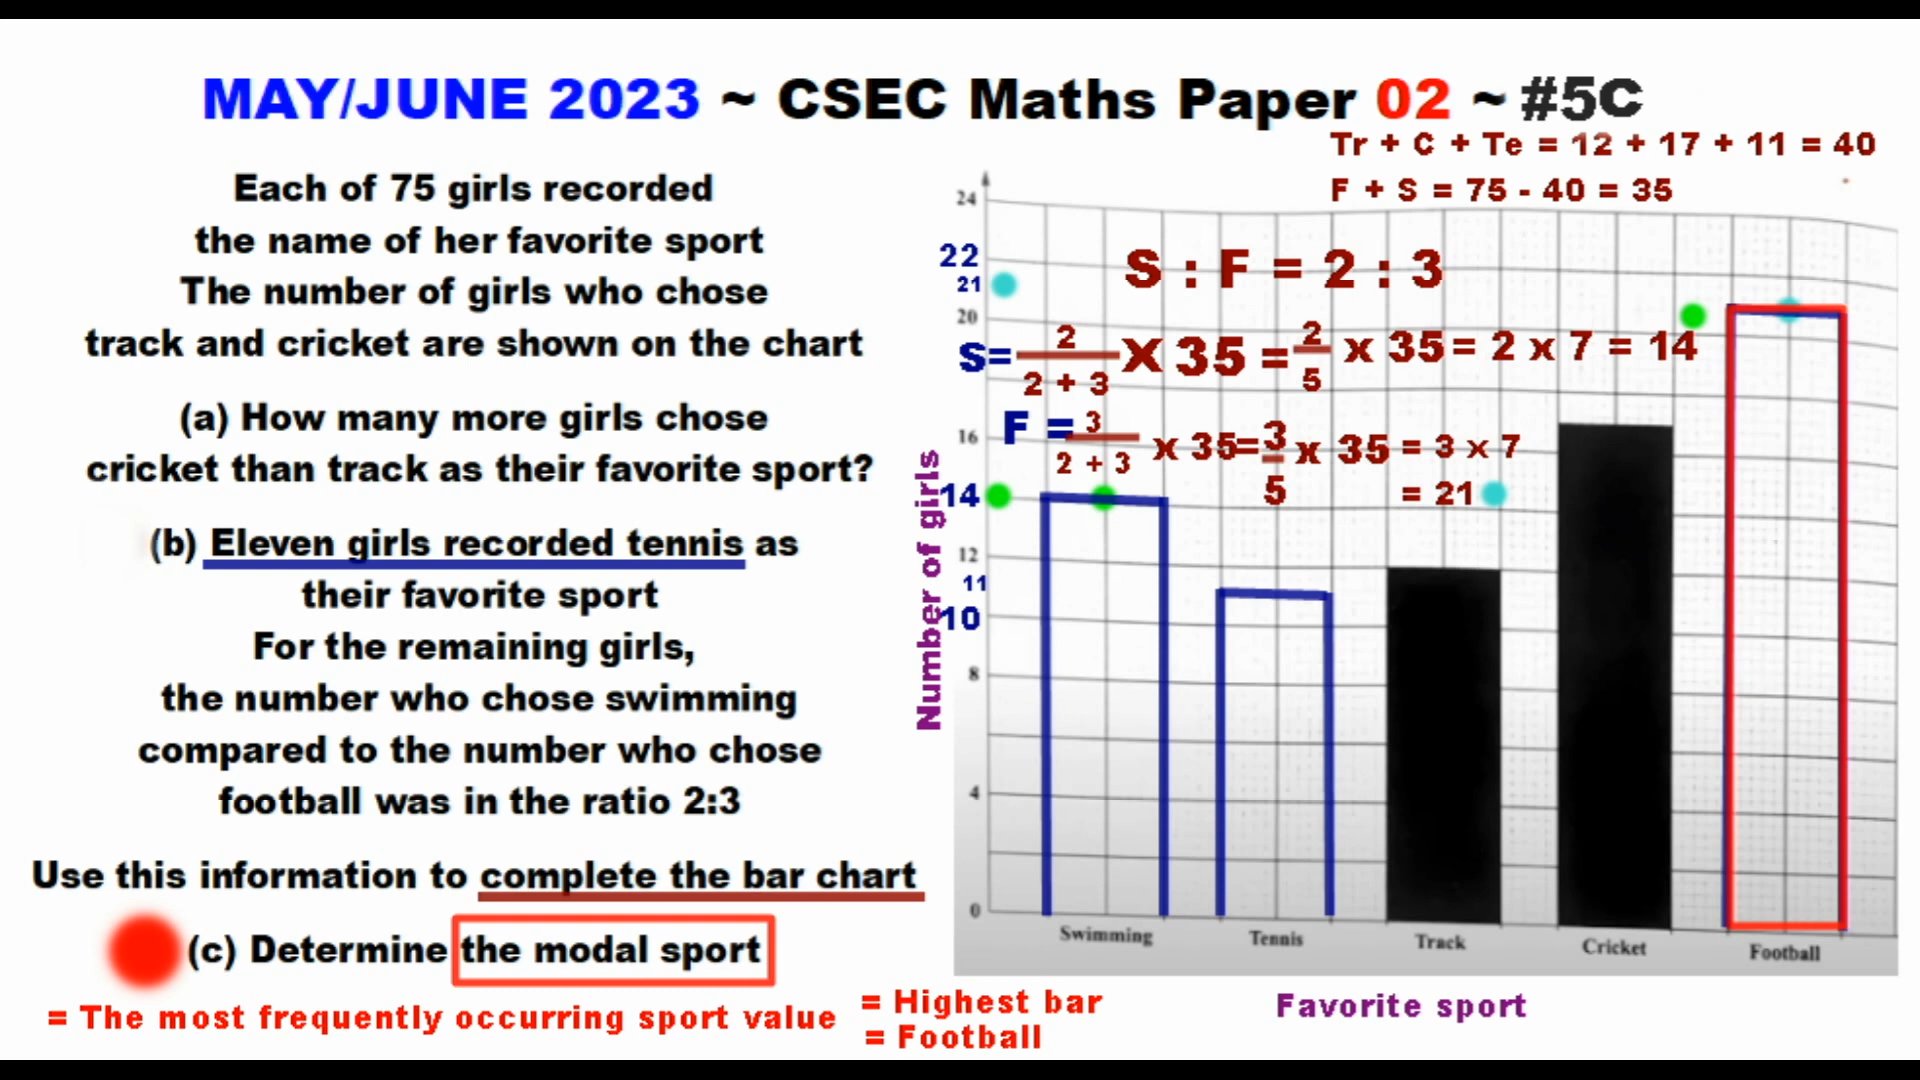 MAY/JUNE 2023 ~ CSEC Maths Paper 02 ~ #5C
Each of 75 girls recorded
the name of her favorite sport
The number of girls who chose
track and cricket are shown on the chart
(a) How many more girls chose
cricket than track as their favorite sport?
(b) Eleven girls recorded tennis as
their favorite sport
For the remaining girls,
the number who chose swimming
compared to the number who chose
football was in the ratio 2:3
Use this information to complete the bar chart
(c) Determine the modal sport
= The most frequently occurring sport value
= Highest bar
= Football
Tr + C + Te = 12 + 17 + 11 = 40
F + S = 75 - 40 = 35
S : F = 2 : 3
S= 2 / 2 + 3 X 35 = 2 / 5 x 35 = 2 x 7 = 14
F = 3 / 2 + 3 x 35 = 3 / 5 x 35 = 3 x 7
= 21
Number of girls
24
22
21
20
16
14
12
11
10
8
4
0
Swimming
Tennis
Track
Cricket
Football
Favorite sport